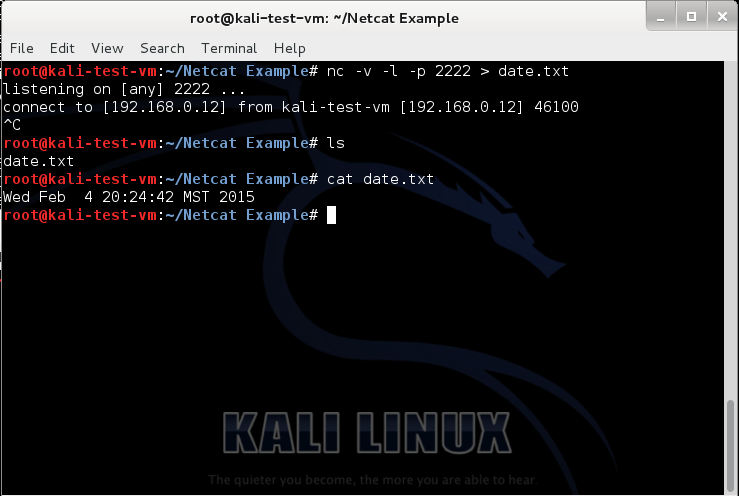 root@kali-test-vm: ~/Netcat Example
File Edit View Search Terminal Help
root@kali-test-vm:~/Netcat Example# nc -v -l -p 2222 > date.txt
listening on [any] 2222 ...
connect to [192.168.0.12] from kali-test-vm [192.168.0.12] 46100
^C
root@kali-test-vm:~/Netcat Example# ls
date.txt
root@kali-test-vm:~/Netcat Example# cat date.txt
Wed Feb  4 20:24:42 MST 2015
root@kali-test-vm:~/Netcat Example#
KALI LINUX
The quieter you become, the more you are able to hear.